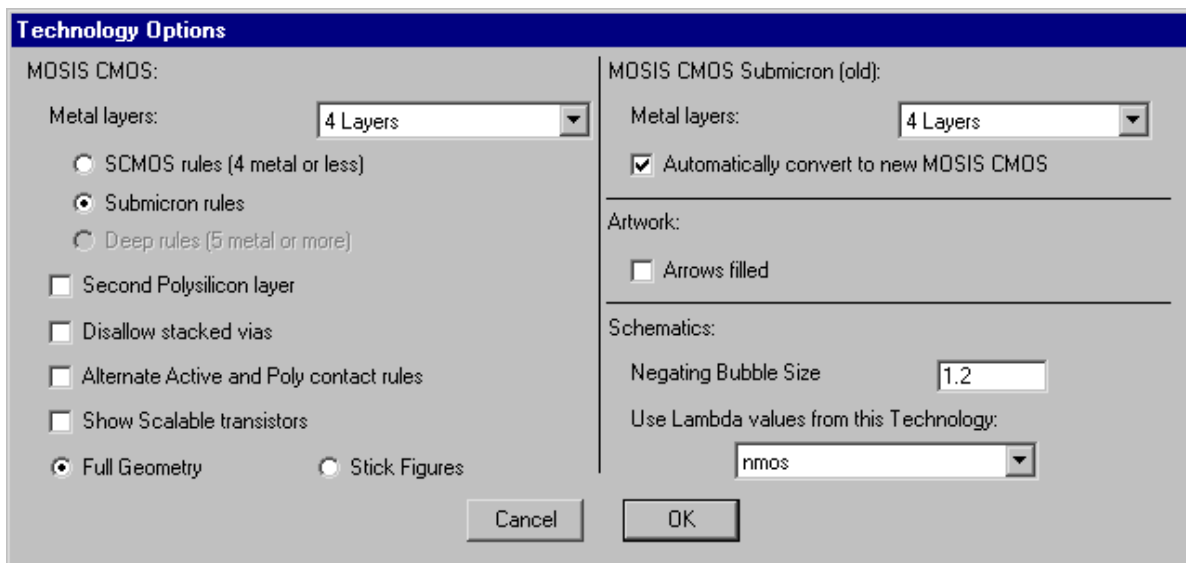 Technology Options
MOSIS CMOS:
Metal layers:
4 Layers
SCMOS rules (4 metal or less)
Submicron rules
Deep rules (5 metal or more)
Second Polysilicon layer
Disallow stacked vias
Alternate Active and Poly contact rules
Show Scalable transistors
Full Geometry
Stick Figures
MOSIS CMOS Submicron (old):
Metal layers:
4 Layers
Automatically convert to new MOSIS CMOS
Artwork:
Arrows filled
Schematics:
Negating Bubble Size
1.2
Use Lambda values from this Technology:
nmos
Cancel
OK